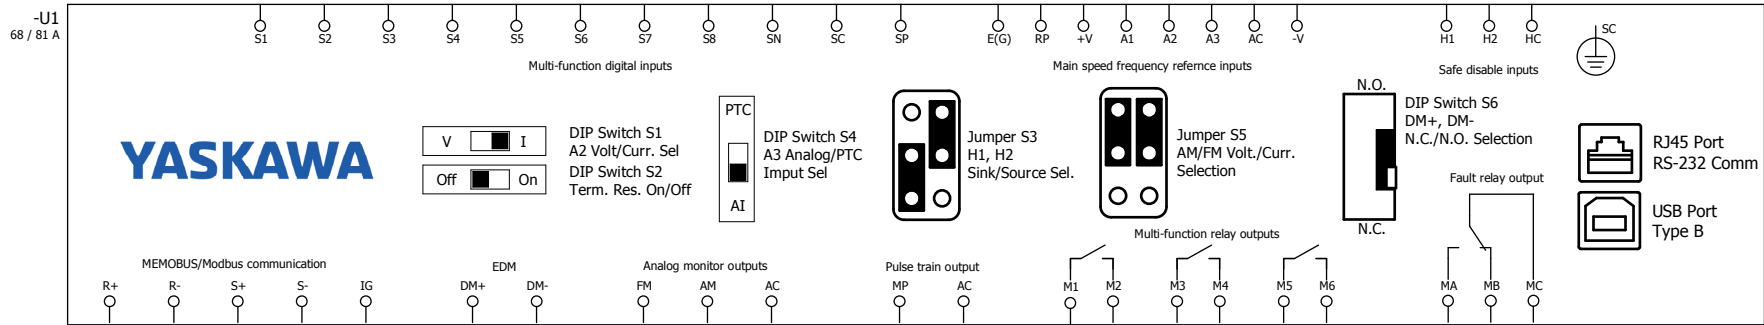 -U1
68 / 81 A
S1 S2 S3 S4 S5 S6 S7 S8 SN SC SP E(G) RP +V A1 A2 A3 AC -V H1 H2 HC
SC
Multi-function digital inputs
Main speed frequency refernce inputs
Safe disable inputs
YASKAWA
V I
DIP Switch S1
A2 Volt/Curr. Sel
Off On
DIP Switch S2
Term. Res. On/Off
PTC
AI
DIP Switch S4
A3 Analog/PTC
Imput Sel
Jumper S3
H1, H2
Sink/Source Sel.
Jumper S5
AM/FM Volt./Curr.
Selection
N.O.
N.C.
DIP Switch S6
DM+, DM-
N.C./N.O. Selection
RJ45 Port
RS-232 Comm
USB Port
Type B
MEMOBUS/Modbus communication
EDM
Analog monitor outputs
Pulse train output
Multi-function relay outputs
Fault relay output
R+ R- S+ S- IG DM+ DM- FM AM AC MP AC M1 M2 M3 M4 M5 M6 MA MB MC